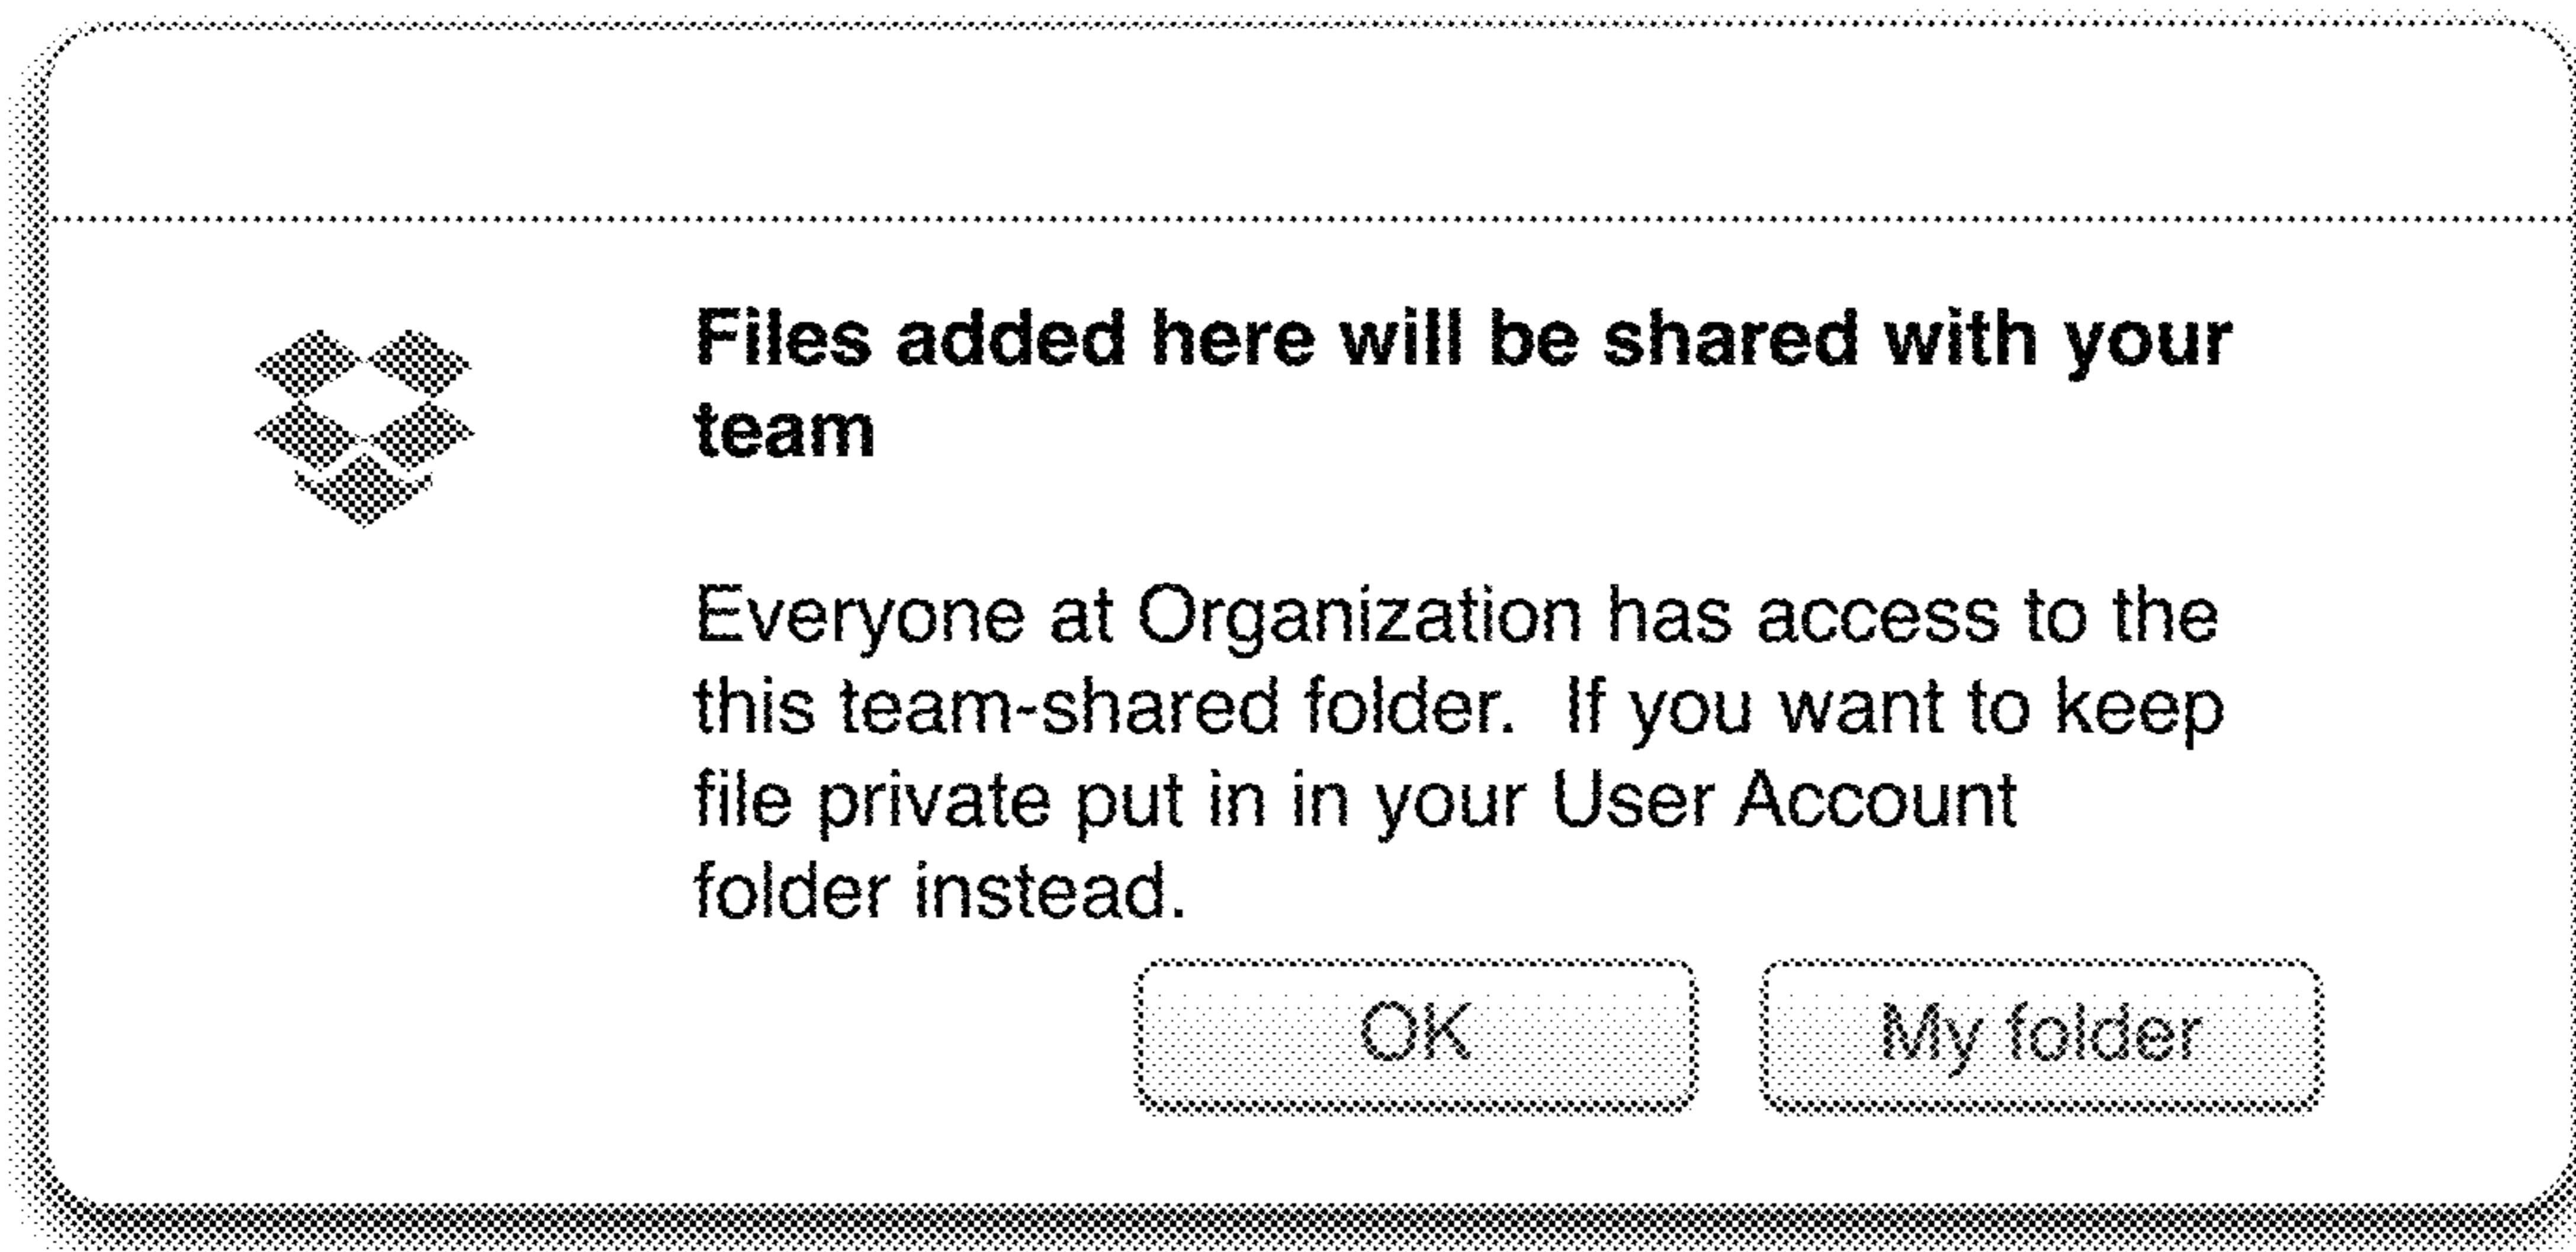 Files added here will be shared with your
team
Everyone at Organization has access to the
this team-shared folder.  If you want to keep
file private put in in your User Account
folder instead.
OK
My folder